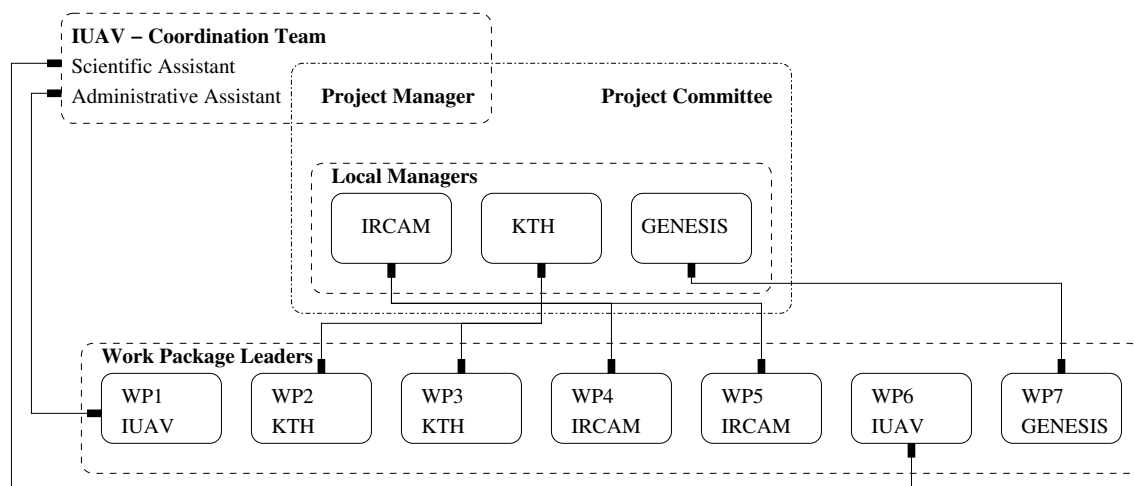 IUAV – Coordination Team
Scientific Assistant
Administrative Assistant
Project Manager
Project Committee
Local Managers
IRCAM
KTH
GENESIS
Work Package Leaders
WP1
IUAV
WP2
KTH
WP3
KTH
WP4
IRCAM
WP5
IRCAM
WP6
IUAV
WP7
GENESIS